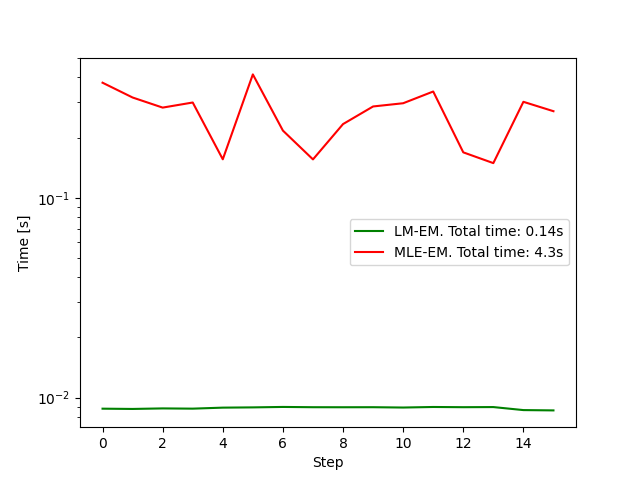 Time [s]
10⁻¹
10⁻²
LM-EM. Total time: 0.14s
MLE-EM. Total time: 4.3s
0 2 4 6 8 10 12 14
Step